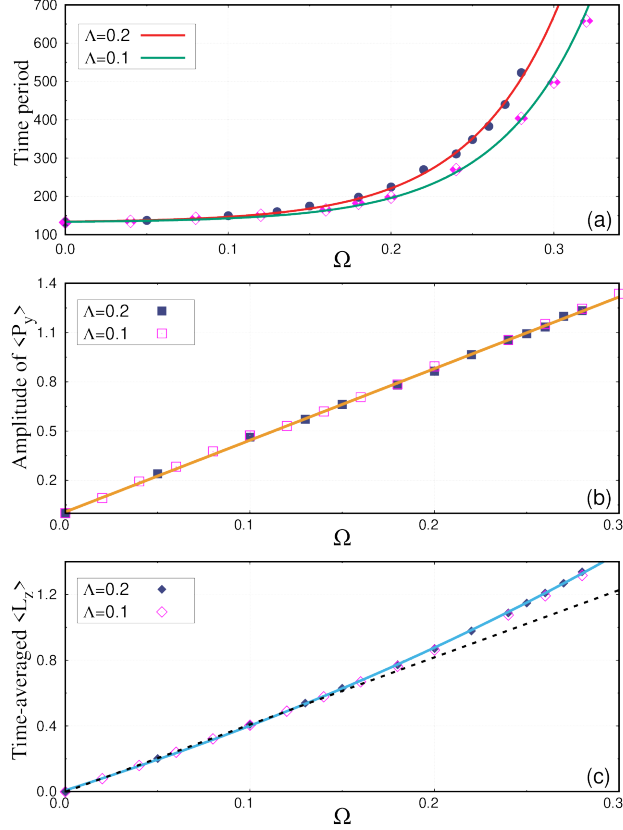 700
600
500
400
300
200
100
Time period
Λ=0.2
Λ=0.1
(a)
0.0 0.1 0.2 0.3
Ω
1.4
1.1
0.8
0.5
0.2
Amplitude of <P_y>
Λ=0.2
Λ=0.1
(b)
0.0 0.1 0.2 0.3
Ω
1.2
0.8
0.4
0.0
Time-averaged <L_z>
Λ=0.2
Λ=0.1
(c)
0.0 0.1 0.2 0.3
Ω